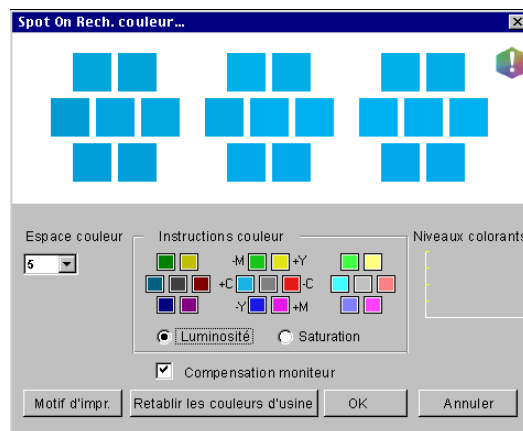 Spot On Rech. couleur...
Espace couleur
Instructions couleur
Niveaux colorants
5
-M
+Y
+C
-C
-Y
+M
Luminosité
Saturation
Compensation moniteur
Motif d'impr.
Retablir les couleurs d'usine
OK
Annuler